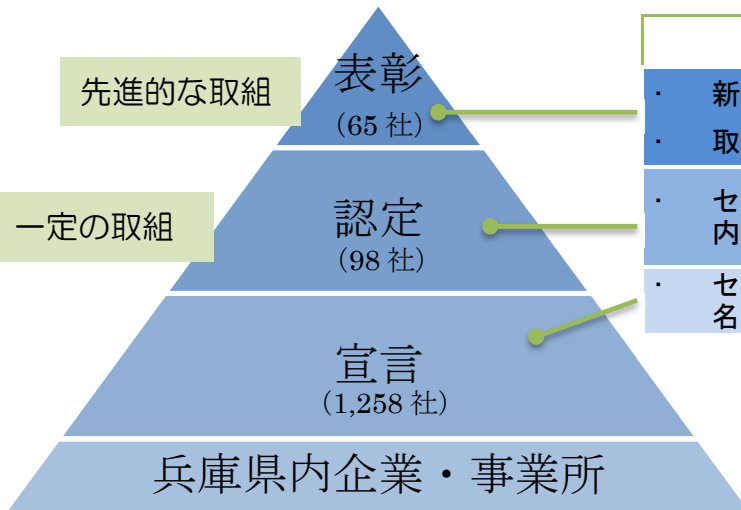 先進的な取組
表彰
(65 社)
・ 新
・ 取
一定の取組
認定
(98 社)
・ セ
内
宣言
(1,258 社)
・ セ
名
兵庫県内企業・事業所